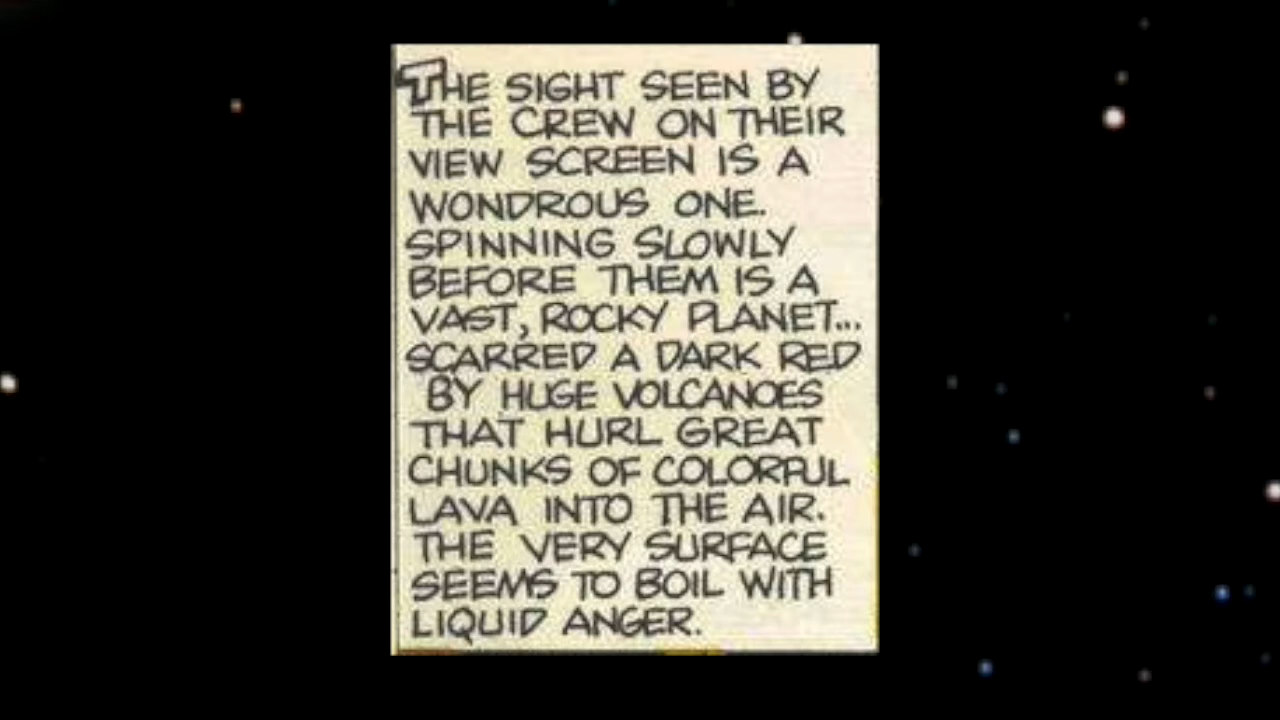 THE SIGHT SEEN BY
THE CREW ON THEIR
VIEW SCREEN IS A
WONDROUS ONE.
SPINNING SLOWLY
BEFORE THEM IS A
VAST, ROCKY PLANET...
SCARRED A DARK RED
BY HUGE VOLCANOES
THAT HURL GREAT
CHUNKS OF COLORFUL
LAVA INTO THE AIR.
THE VERY SURFACE
SEEMS TO BOIL WITH
LIQUID ANGER.